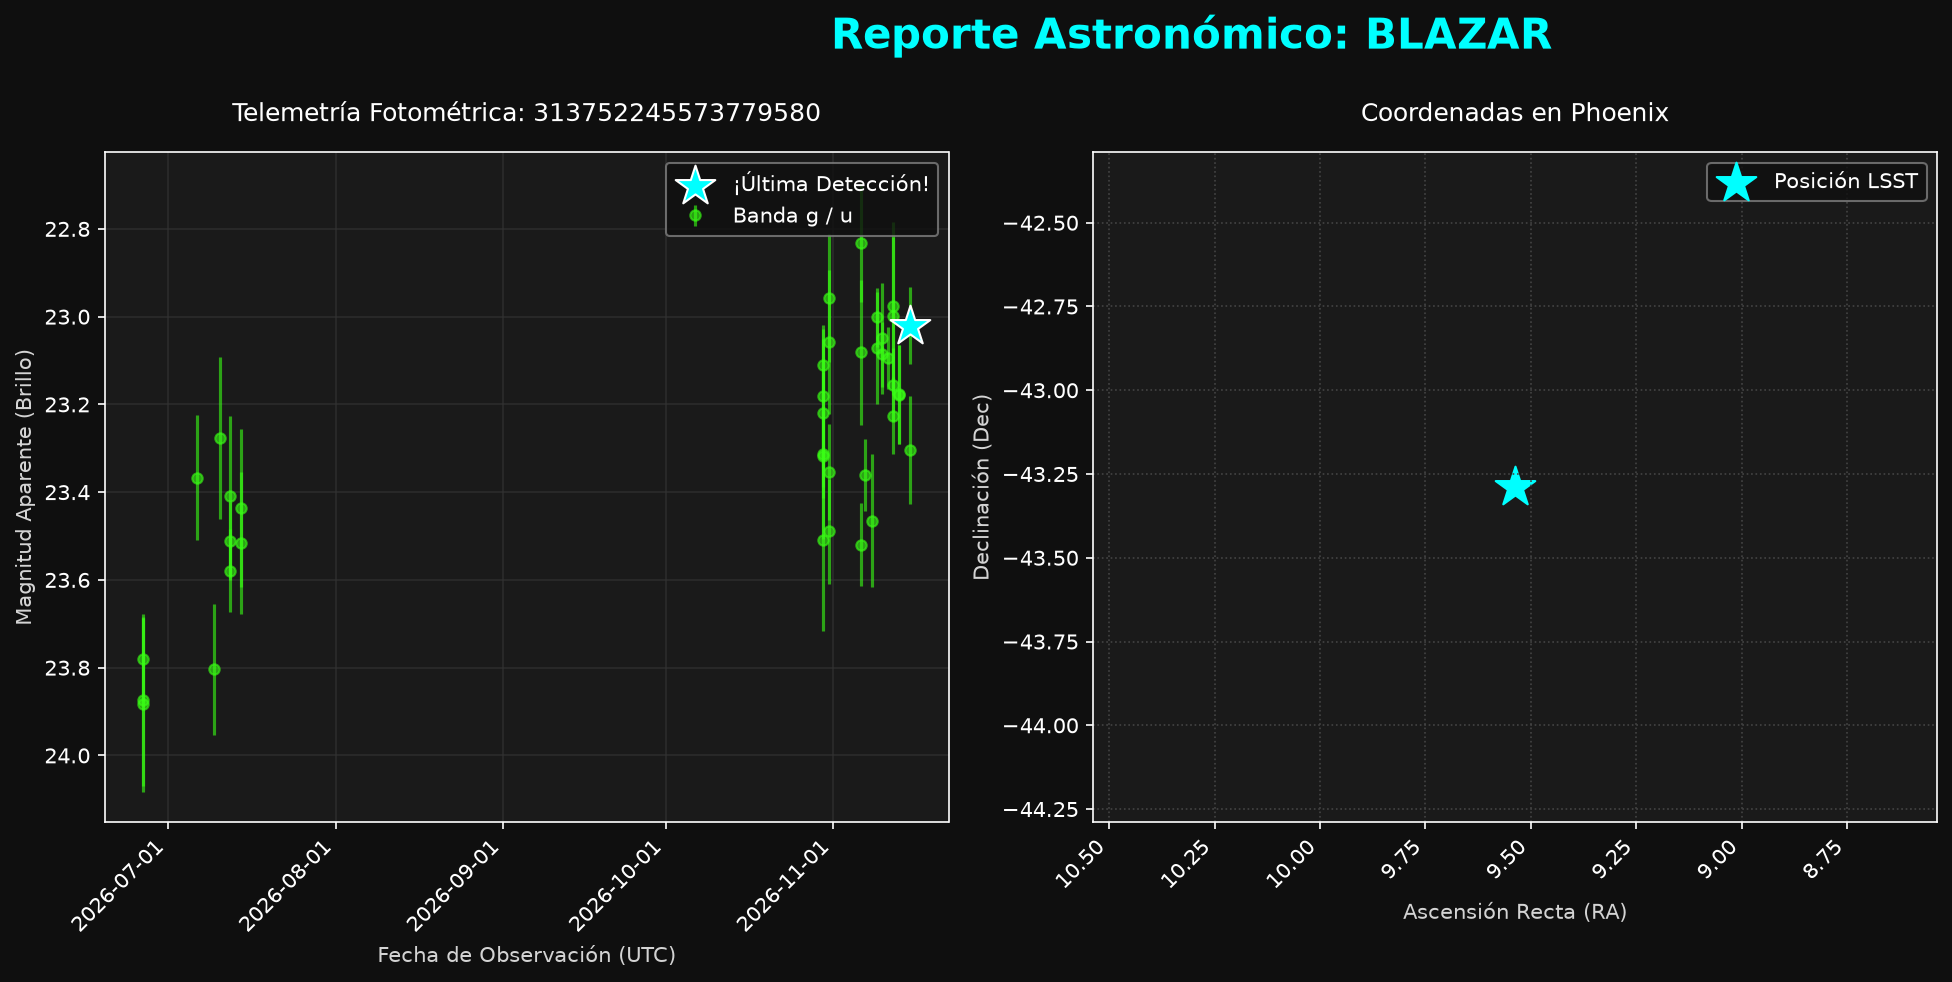 Reporte Astronómico: BLAZAR
Telemetría Fotométrica: 313752245573779580
¡Última Detección!
Banda g / u
Magnitud Aparente (Brillo)
22.8
23.0
23.2
23.4
23.6
23.8
24.0
2026-07-01
2026-08-01
2026-09-01
2026-10-01
2026-11-01
Fecha de Observación (UTC)
Coordenadas en Phoenix
Posición LSST
Declinación (Dec)
−42.50
−42.75
−43.00
−43.25
−43.50
−43.75
−44.00
−44.25
10.50
10.25
10.00
9.75
9.50
9.25
9.00
8.75
Ascensión Recta (RA)